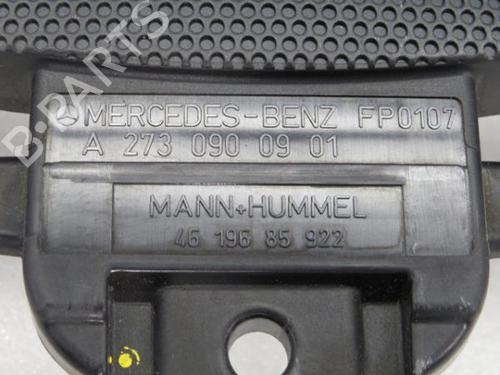 B-PARTS
MERCEDES-BENZ FP0107
A 273 090 09 01
MANN+HUMMEL
46 196 85 922